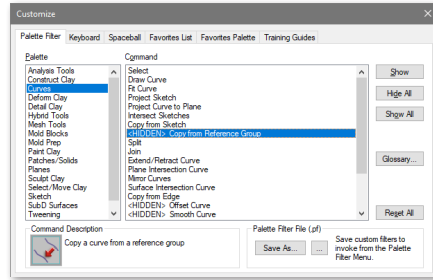 Customize
Palette Filter Keyboard Spaceball Favorites List Favorites Palette Training Guides
Palette
Analysis Tools
Construct Clay
Curves
Deform Clay
Detail Clay
Hybrid Tools
Mesh Tools
Mold Blocks
Mold Prep
Paint Clay
Patches/Solids
Planes
Sculpt Clay
Select/Move Clay
Sketch
SubD Surfaces
Tweening
Command
Select
Draw Curve
Fit Curve
Project Sketch
Project Curve to Plane
Intersect Sketches
Copy from Sketch
<HIDDEN> Copy from Reference Group
Split
Join
Extend/Retract Curve
Plane Intersection Curve
Mirror Curves
Surface Intersection Curve
Copy from Edge
<HIDDEN> Offset Curve
<HIDDEN> Smooth Curve
Show
Hide All
Show All
Glossary...
Reset All
Command Description
Copy a curve from a reference group
Palette Filter File (.pf)
Save As...
...
Save custom filters to
invoke from the Palette
Filter Menu.